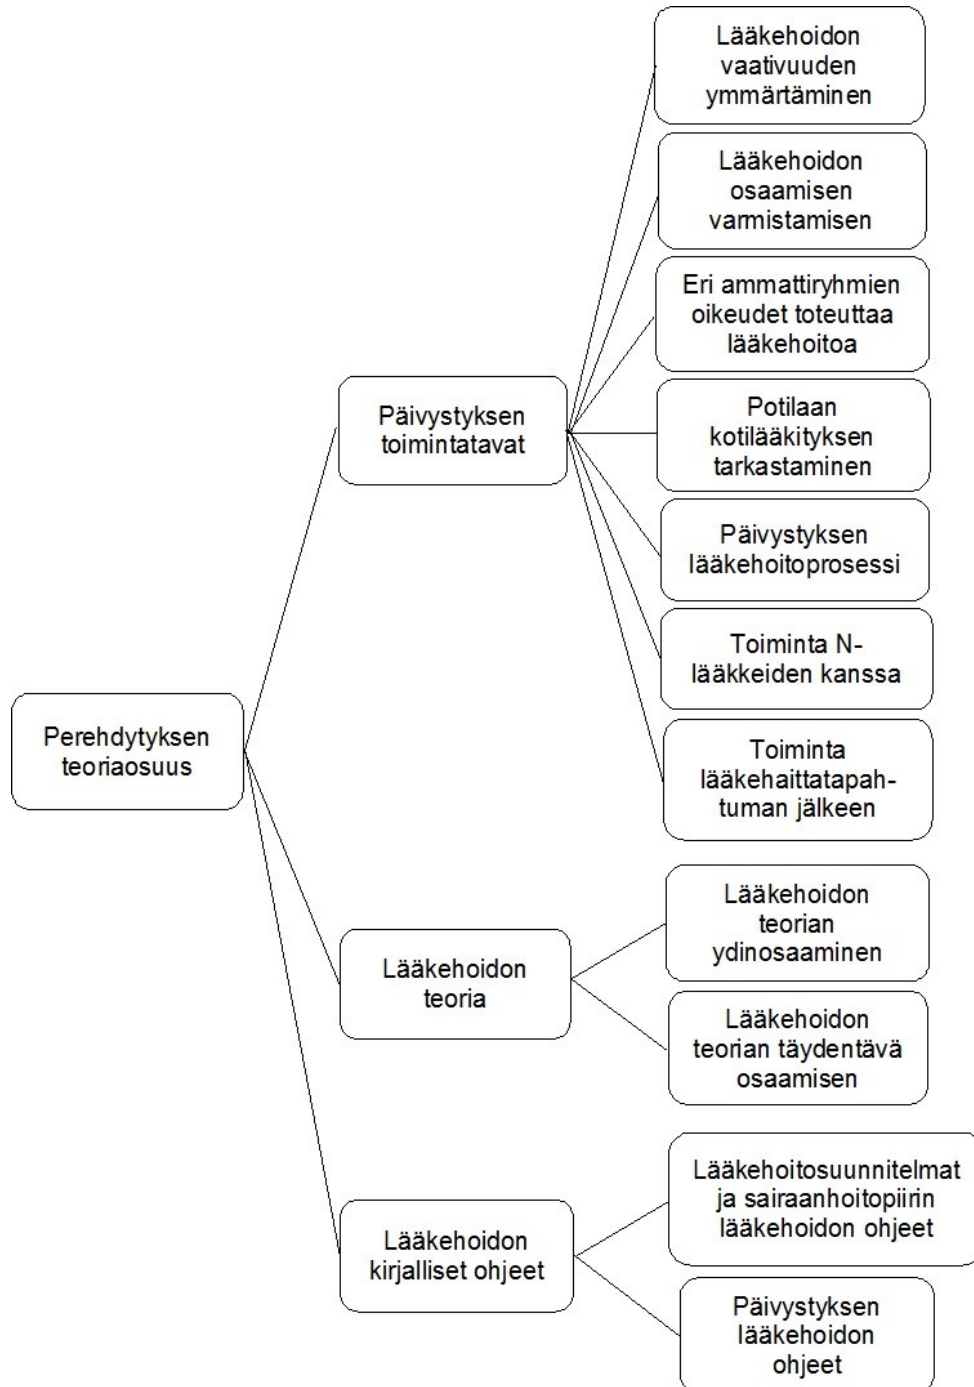 Lääkehoidon
vaativuuden
ymmärtäminen
Lääkehoidon
osaamisen
varmistamisen
Eri ammattiryhmien
oikeudet toteuttaa
lääkehoitoa
Päivystyksen
toimintatavat
Potilaan
kotilääkityksen
tarkastaminen
Päivystyksen
lääkehoitoprosessi
Toiminta N-
lääkkeiden kanssa
Perehdytyksen
teoriaosuus
Toiminta
lääkehaittatapah-
tuman jälkeen
Lääkehoidon
teorian
ydinosaaminen
Lääkehoidon
teoria
Lääkehoidon
teorian täydentävä
osaamisen
Lääkehoitosuunnitelmat
ja sairaanhoitopiirin
lääkehoidon ohjeet
Lääkehoidon
kirjalliset ohjeet
Päivystyksen
lääkehoidon
ohjeet